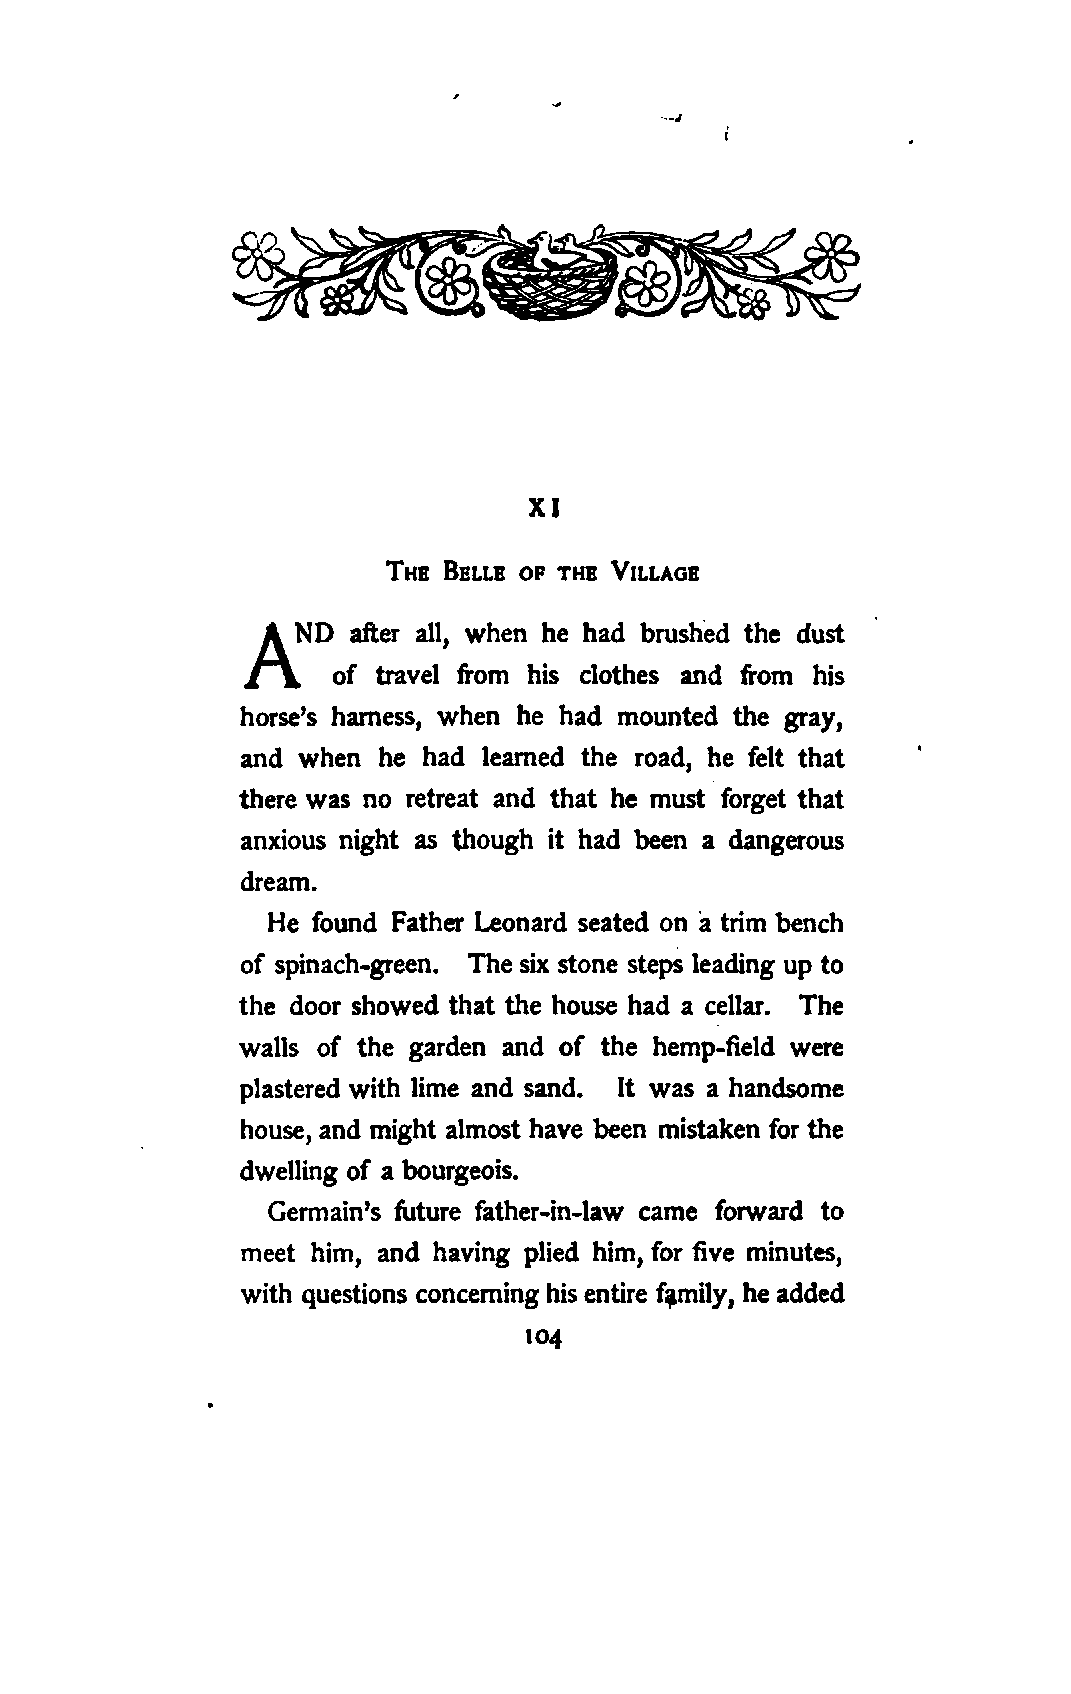 XI
THE BELLE OF THE VILLAGE
AND after all, when he had brushed the dust
of travel from his clothes and from his
horse's harness, when he had mounted the gray,
and when he had learned the road, he felt that
there was no retreat and that he must forget that
anxious night as though it had been a dangerous
dream.
He found Father Leonard seated on a trim bench
of spinach-green. The six stone steps leading up to
the door showed that the house had a cellar. The
walls of the garden and of the hemp-field were
plastered with lime and sand. It was a handsome
house, and might almost have been mistaken for the
dwelling of a bourgeois.
Germain's future father-in-law came forward to
meet him, and having plied him, for five minutes,
with questions concerning his entire family, he added
104